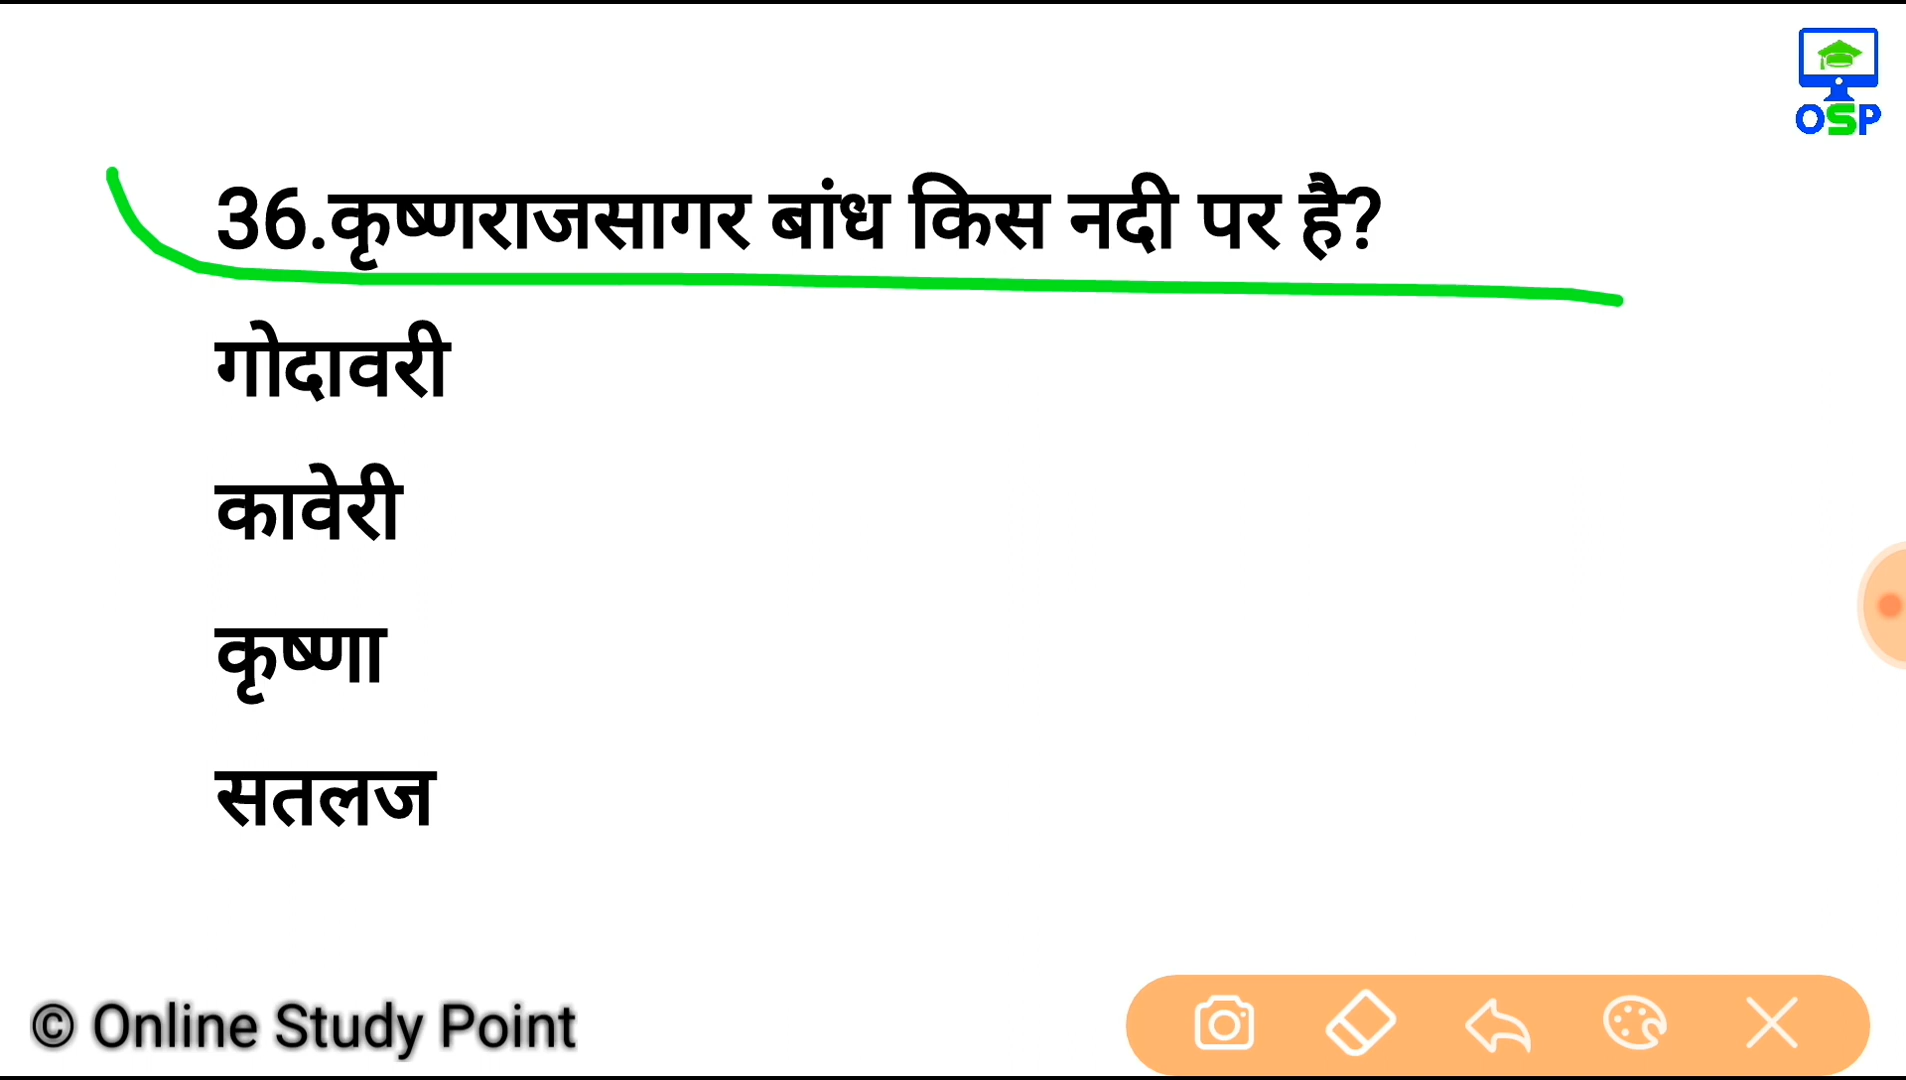 OSP
36.कृष्णराजसागर बांध किस नदी पर है?
गोदावरी
कावेरी
कृष्णा
सतलज
© Online Study Point